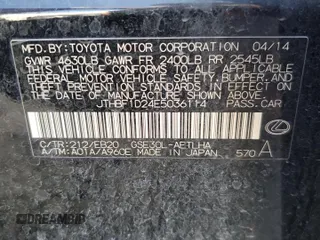 MFD.BY: TOYOTA MOTOR CORPORATION 04/14
GVWR 4630LB GAWR FR 2400LB RR 2545LB
THIS VEHICLE CONFORMS TO ALL APPLICABLE
FEDERAL MOTOR VEHICLE SAFETY, BUMPER, AND
THEFT PREVENTION STANDARDS IN EFFECT ON
THE DATE OF MANUFACTURE SHOWN ABOVE.
JTHBF1D24E5036114 PASS. CAR
C/TR: 212/EB20 GSE30L-AETLHA
A/TM: A01A/A960E MADE IN JAPAN 570 A